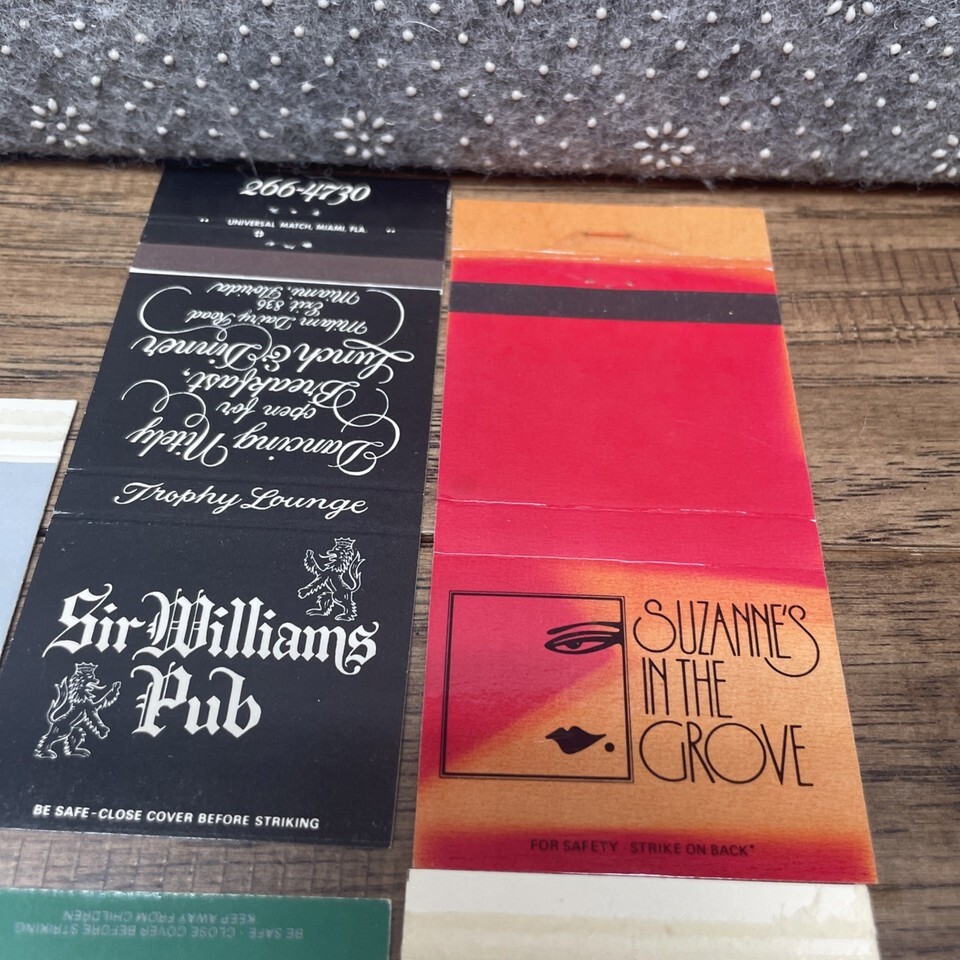 266-4730
UNIVERSAL MATCH, MIAMI, FLA.
Dancing Nitely
open for
Breakfast,
Lunch & Dinner
Milam Dairy Road
Exit 836
Miami, Florida
Trophy Lounge
Sir Williams
Pub
BE SAFE-CLOSE COVER BEFORE STRIKING
SUZANNE'S
IN THE
GROVE
FOR SAFETY · STRIKE ON BACK
BE SAFE - CLOSE COVER BEFORE STRIKING
KEEP AWAY FROM CHILDREN